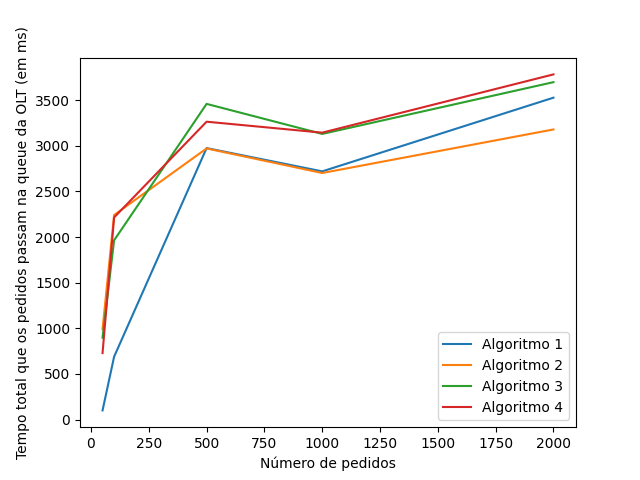 Tempo total que os pedidos passam na queue da OLT (em ms)
3500
3000
2500
2000
1500
1000
500
0
Algoritmo 1
Algoritmo 2
Algoritmo 3
Algoritmo 4
0 250 500 750 1000 1250 1500 1750 2000
Número de pedidos